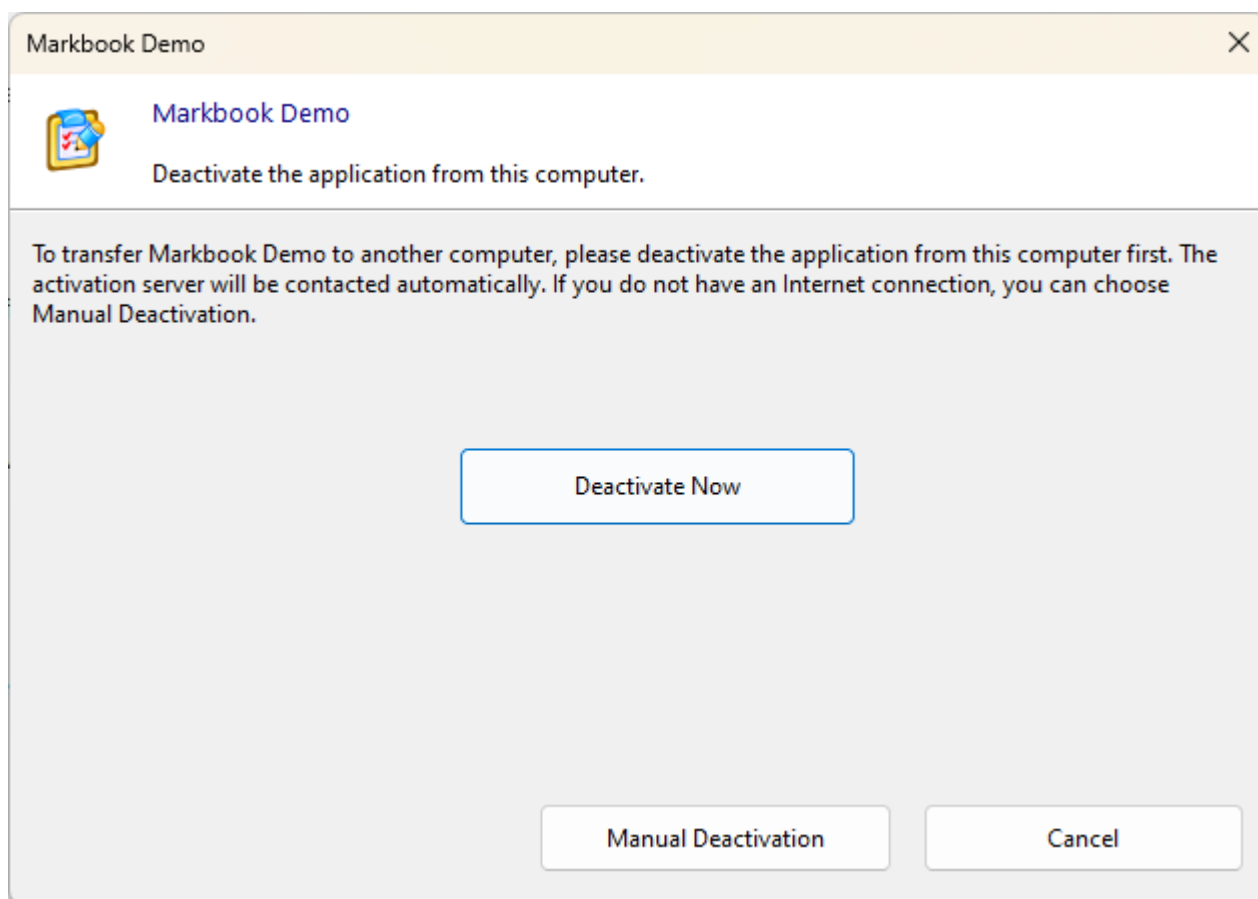 Markbook Demo
Markbook Demo
Deactivate the application from this computer.
To transfer Markbook Demo to another computer, please deactivate the application from this computer first. The
activation server will be contacted automatically. If you do not have an Internet connection, you can choose
Manual Deactivation.
Deactivate Now
Manual Deactivation
Cancel